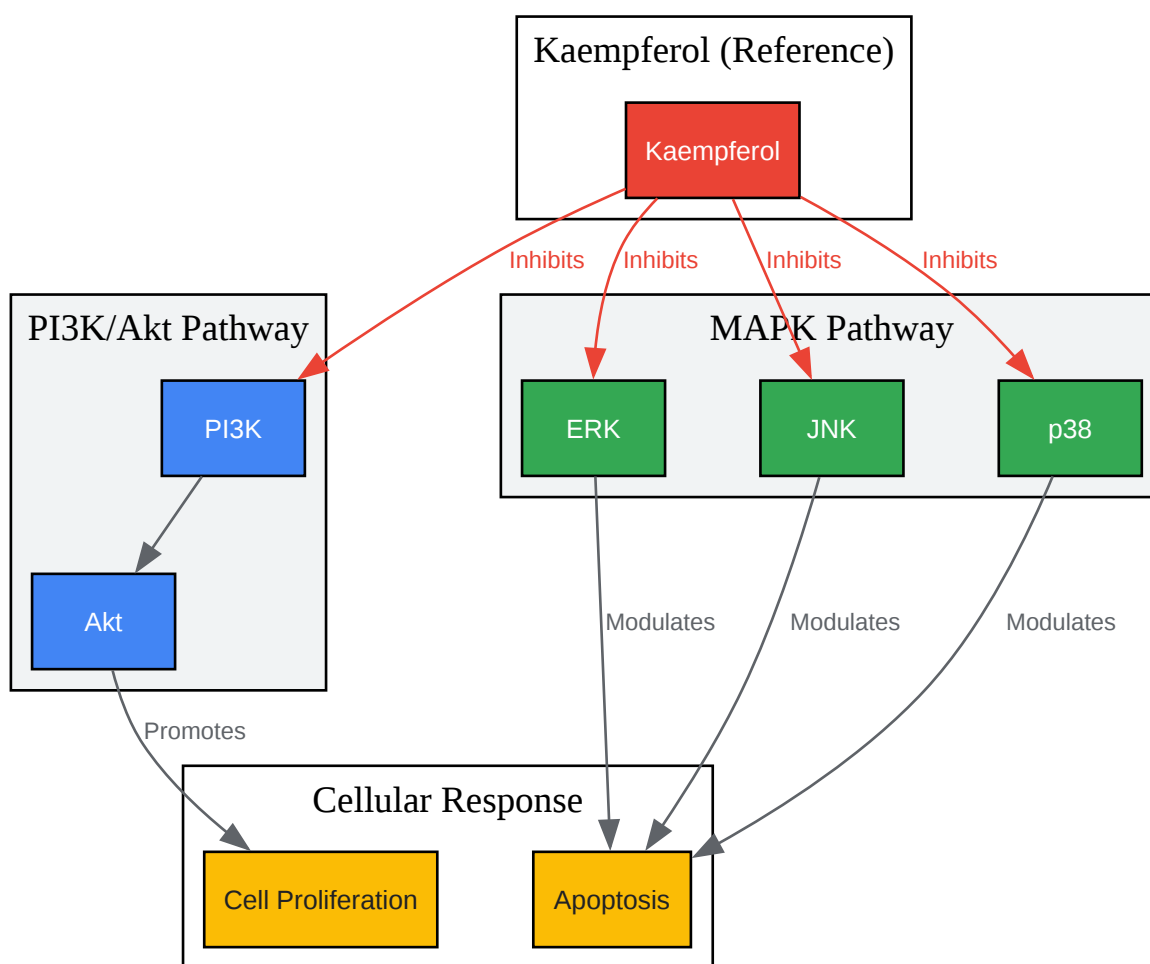 Kaempferol (Reference)
Kaempferol
Inhibits
Inhibits
Inhibits
Inhibits
PI3K/Akt Pathway
MAPK Pathway
PI3K
ERK
JNK
p38
Akt
Modulates
Modulates
Modulates
Promotes
Cellular Response
Cell Proliferation
Apoptosis